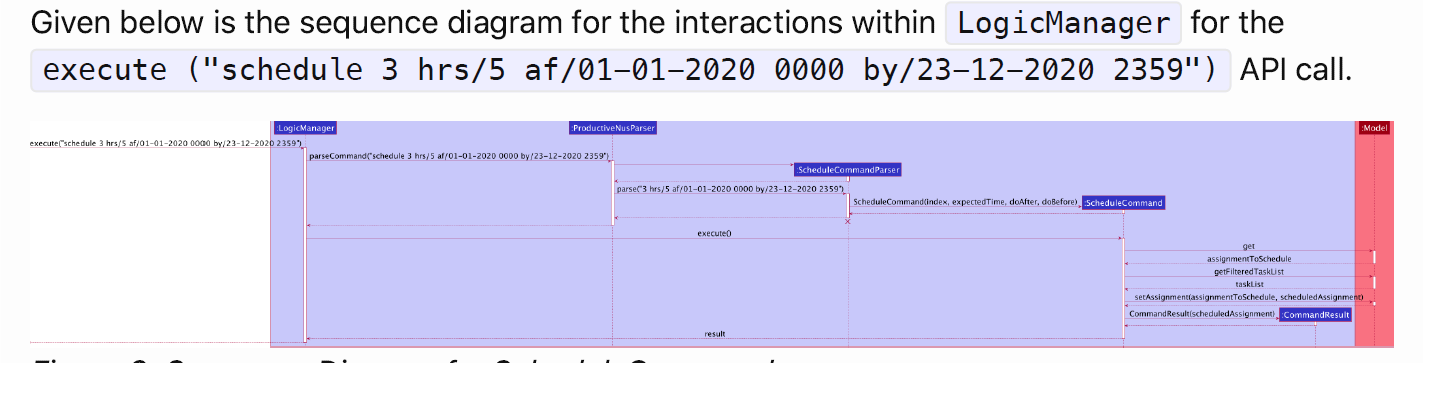 Given below is the sequence diagram for the interactions within LogicManager for the
execute ("schedule 3 hrs/5 af/01-01-2020 0000 by/23-12-2020 2359") API call.
:LogicManager
:ProductiveNusParser
:Model
execute("schedule 3 hrs/5 af/01-01-2020 0000 by/23-12-2020 2359")
parseCommand("schedule 3 hrs/5 af/01-01-2020 0000 by/23-12-2020 2359")
:ScheduleCommandParser
parse("3 hrs/5 af/01-01-2020 0000 by/23-12-2020 2359")
ScheduleCommand(index, expectedTime, doAfter, doBefore)
:ScheduleCommand
execute()
get
assignmentToSchedule
getFilteredTaskList
taskList
setAssignment(assignmentToSchedule, scheduledAssignment)
CommandResult(scheduledAssignment)
:CommandResult
result